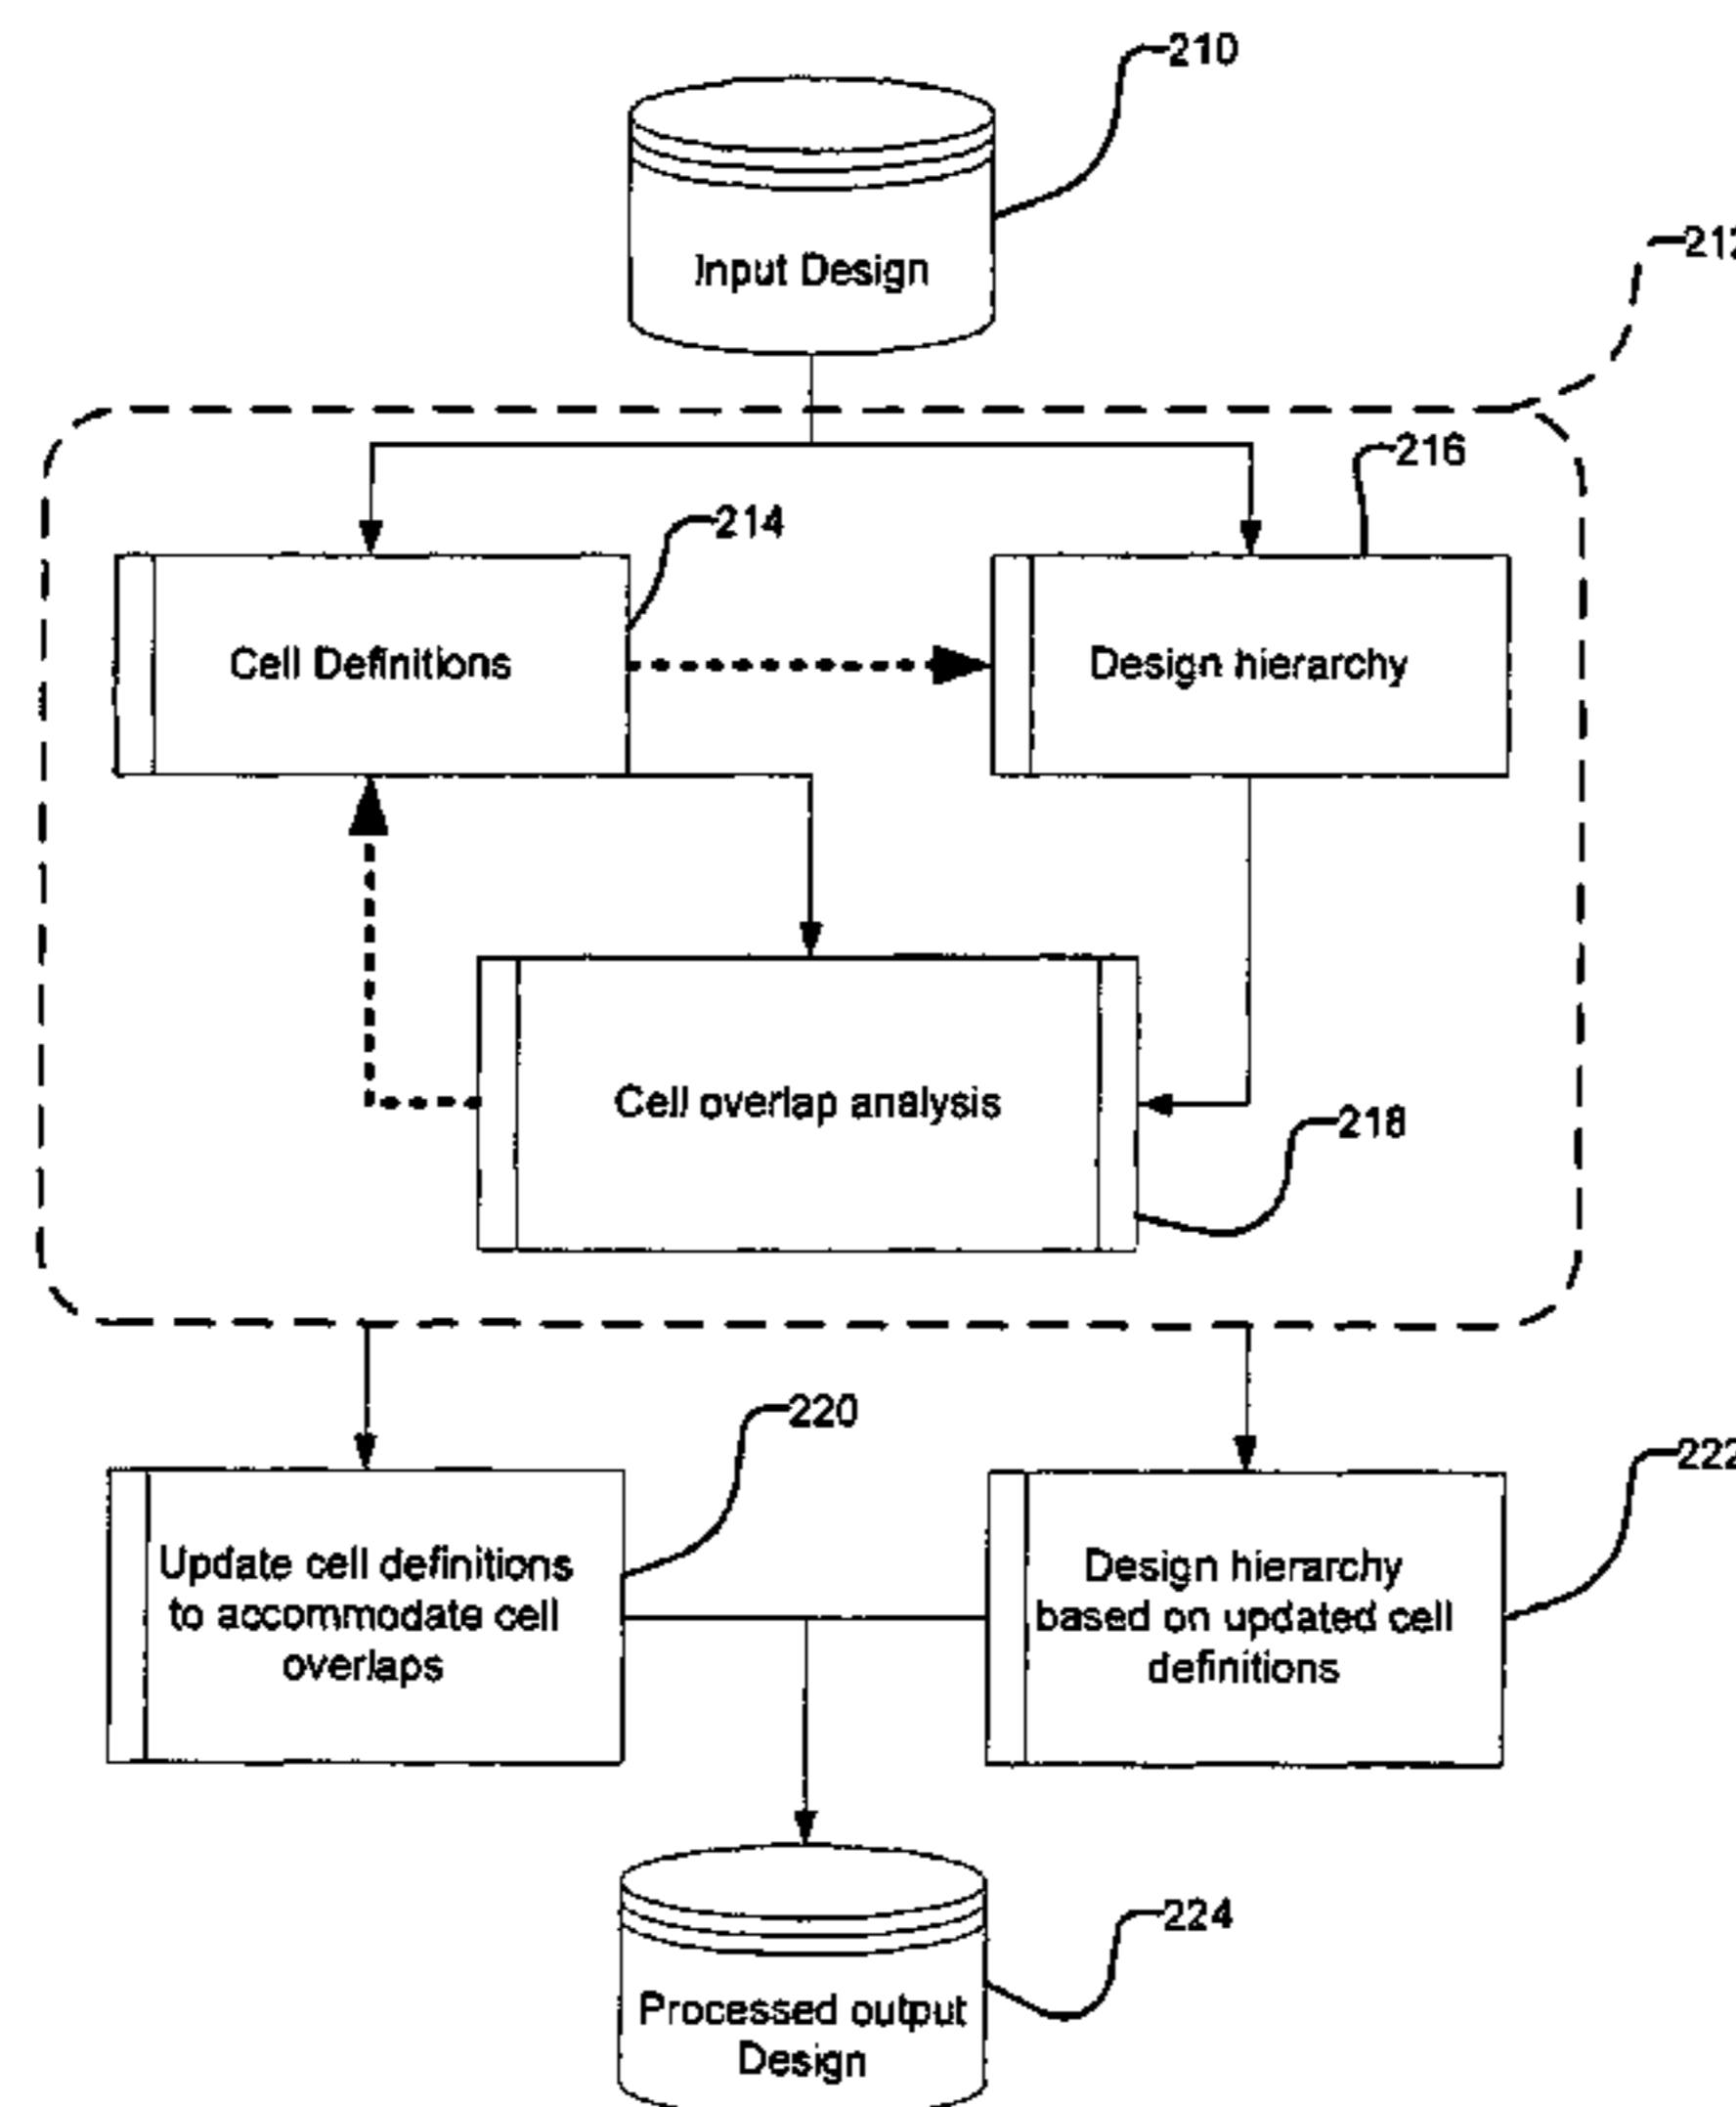 210
Input Design
212
216
214
Cell Definitions
Design hierarchy
Cell overlap analysis
218
220
222
Update cell definitions
to accommodate cell
overlaps
Design hierarchy
based on updated cell
definitions
224
Processed output
Design